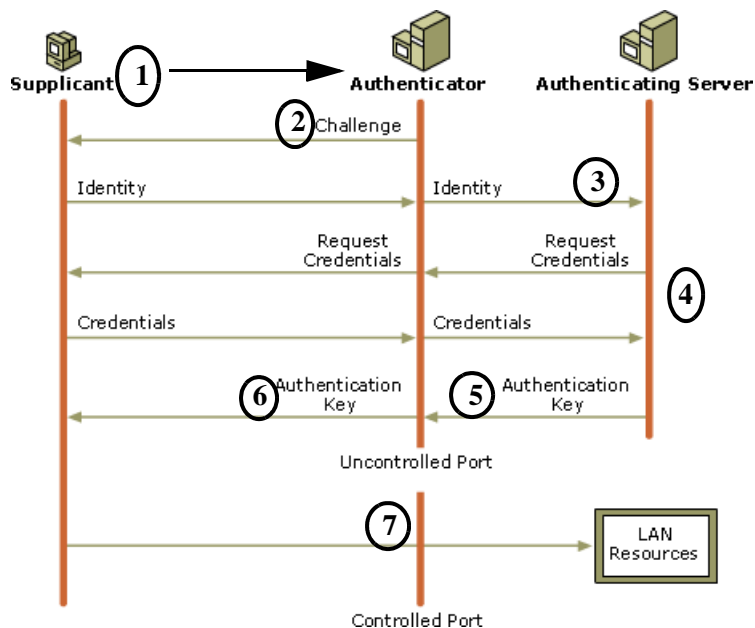 Supplicant 1 Authenticator Authenticating Server
2 Challenge
Identity Identity 3
Request
Credentials
Request
Credentials
4
Credentials Credentials
6 Authentication
Key
5 Authentication
Key
Uncontrolled Port
7
LAN
Resources
Controlled Port